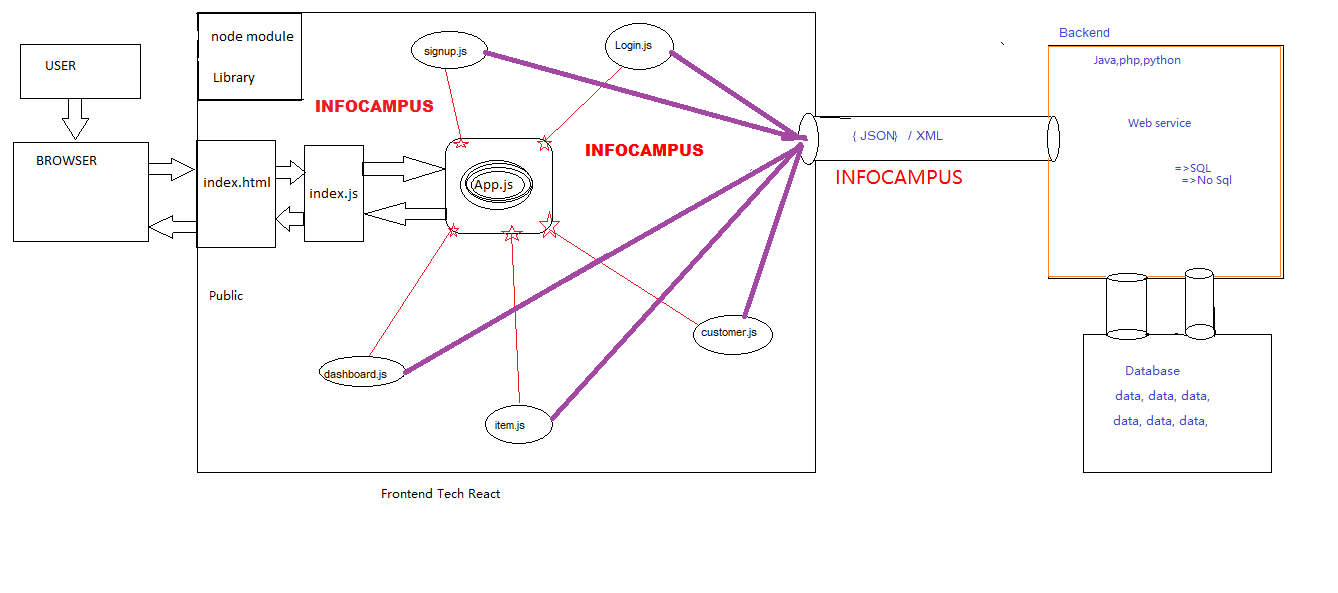 USER
BROWSER
node module
Library
index.html
index.js
Public
signup.js
Login.js
INFOCAMPUS
INFOCAMPUS
App.js
dashboard.js
item.js
customer.js
Frontend Tech React
{ JSON} / XML
INFOCAMPUS
Backend
Java,php,python
Web service
=>SQL
=>No Sql
Database
data, data, data,
data, data, data,